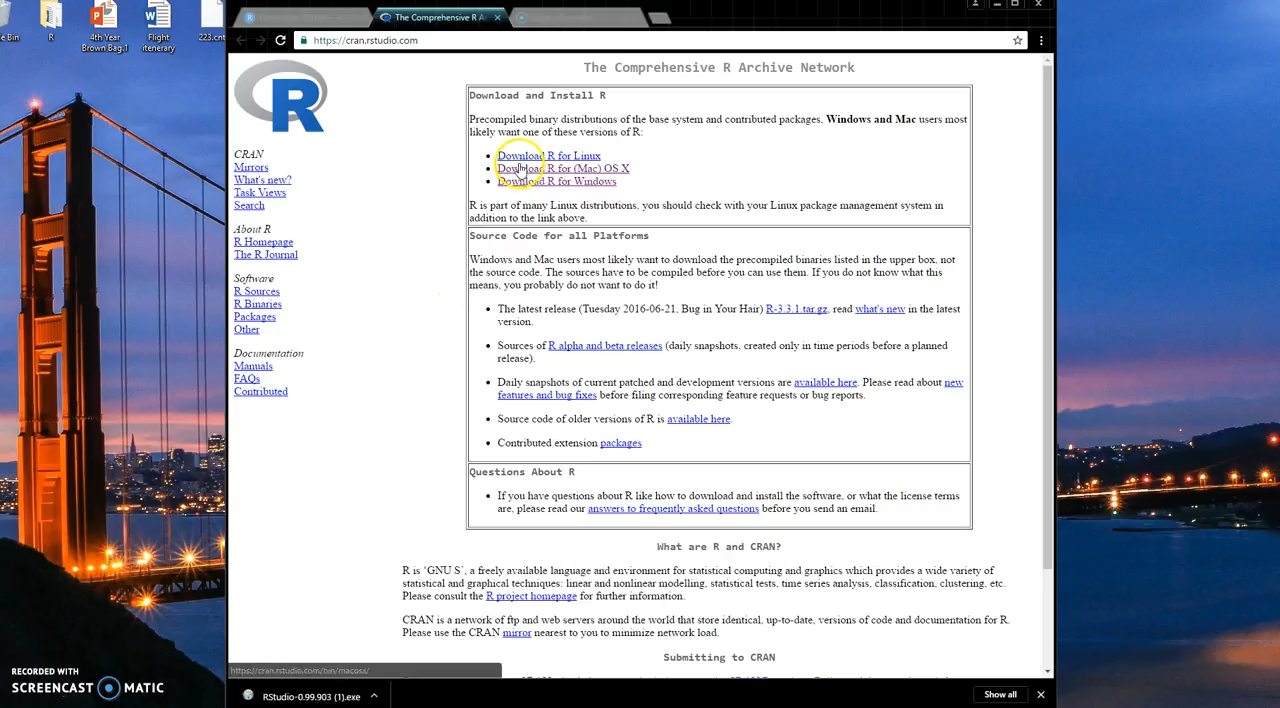 e Bin
R
4th Year
Brown Bag.1
Flight
itenerary
223.cnt
The Comprehensive R A
https://cran.rstudio.com
The Comprehensive R Archive Network
R
CRAN
Mirrors
What's new?
Task Views
Search
About R
R Homepage
The R Journal
Software
R Sources
R Binaries
Packages
Other
Documentation
Manuals
FAQs
Contributed
Download and Install R
Precompiled binary distributions of the base system and contributed packages, Windows and Mac users most
likely want one of these versions of R:
Download R for Linux
Download R for (Mac) OS X
Download R for Windows
R is part of many Linux distributions, you should check with your Linux package management system in
addition to the link above.
Source Code for all Platforms
Windows and Mac users most likely want to download the precompiled binaries listed in the upper box, not
the source code. The sources have to be compiled before you can use them. If you do not know what this
means, you probably do not want to do it!
The latest release (Tuesday 2016-06-21, Bug in Your Hair) R-3.3.1.tar.gz, read what's new in the latest
version.
Sources of R alpha and beta releases (daily snapshots, created only in time periods before a planned
release).
Daily snapshots of current patched and development versions are available here. Please read about new
features and bug fixes before filing corresponding feature requests or bug reports.
Source code of older versions of R is available here.
Contributed extension packages
Questions About R
If you have questions about R like how to download and install the software, or what the license terms
are, please read our answers to frequently asked questions before you send an email.
What are R and CRAN?
R is ‘GNU S’, a freely available language and environment for statistical computing and graphics which provides a wide variety of
statistical and graphical techniques: linear and nonlinear modelling, statistical tests, time series analysis, classification, clustering, etc.
Please consult the R project homepage for further information.
CRAN is a network of ftp and web servers around the world that store identical, up-to-date, versions of code and documentation for R.
Please use the CRAN mirror nearest to you to minimize network load.
Submitting to CRAN
https://cran.rstudio.com/bin/macosx/
RStudio-0.99.903 (1).exe
Show all
RECORDED WITH
SCREENCAST MATIC